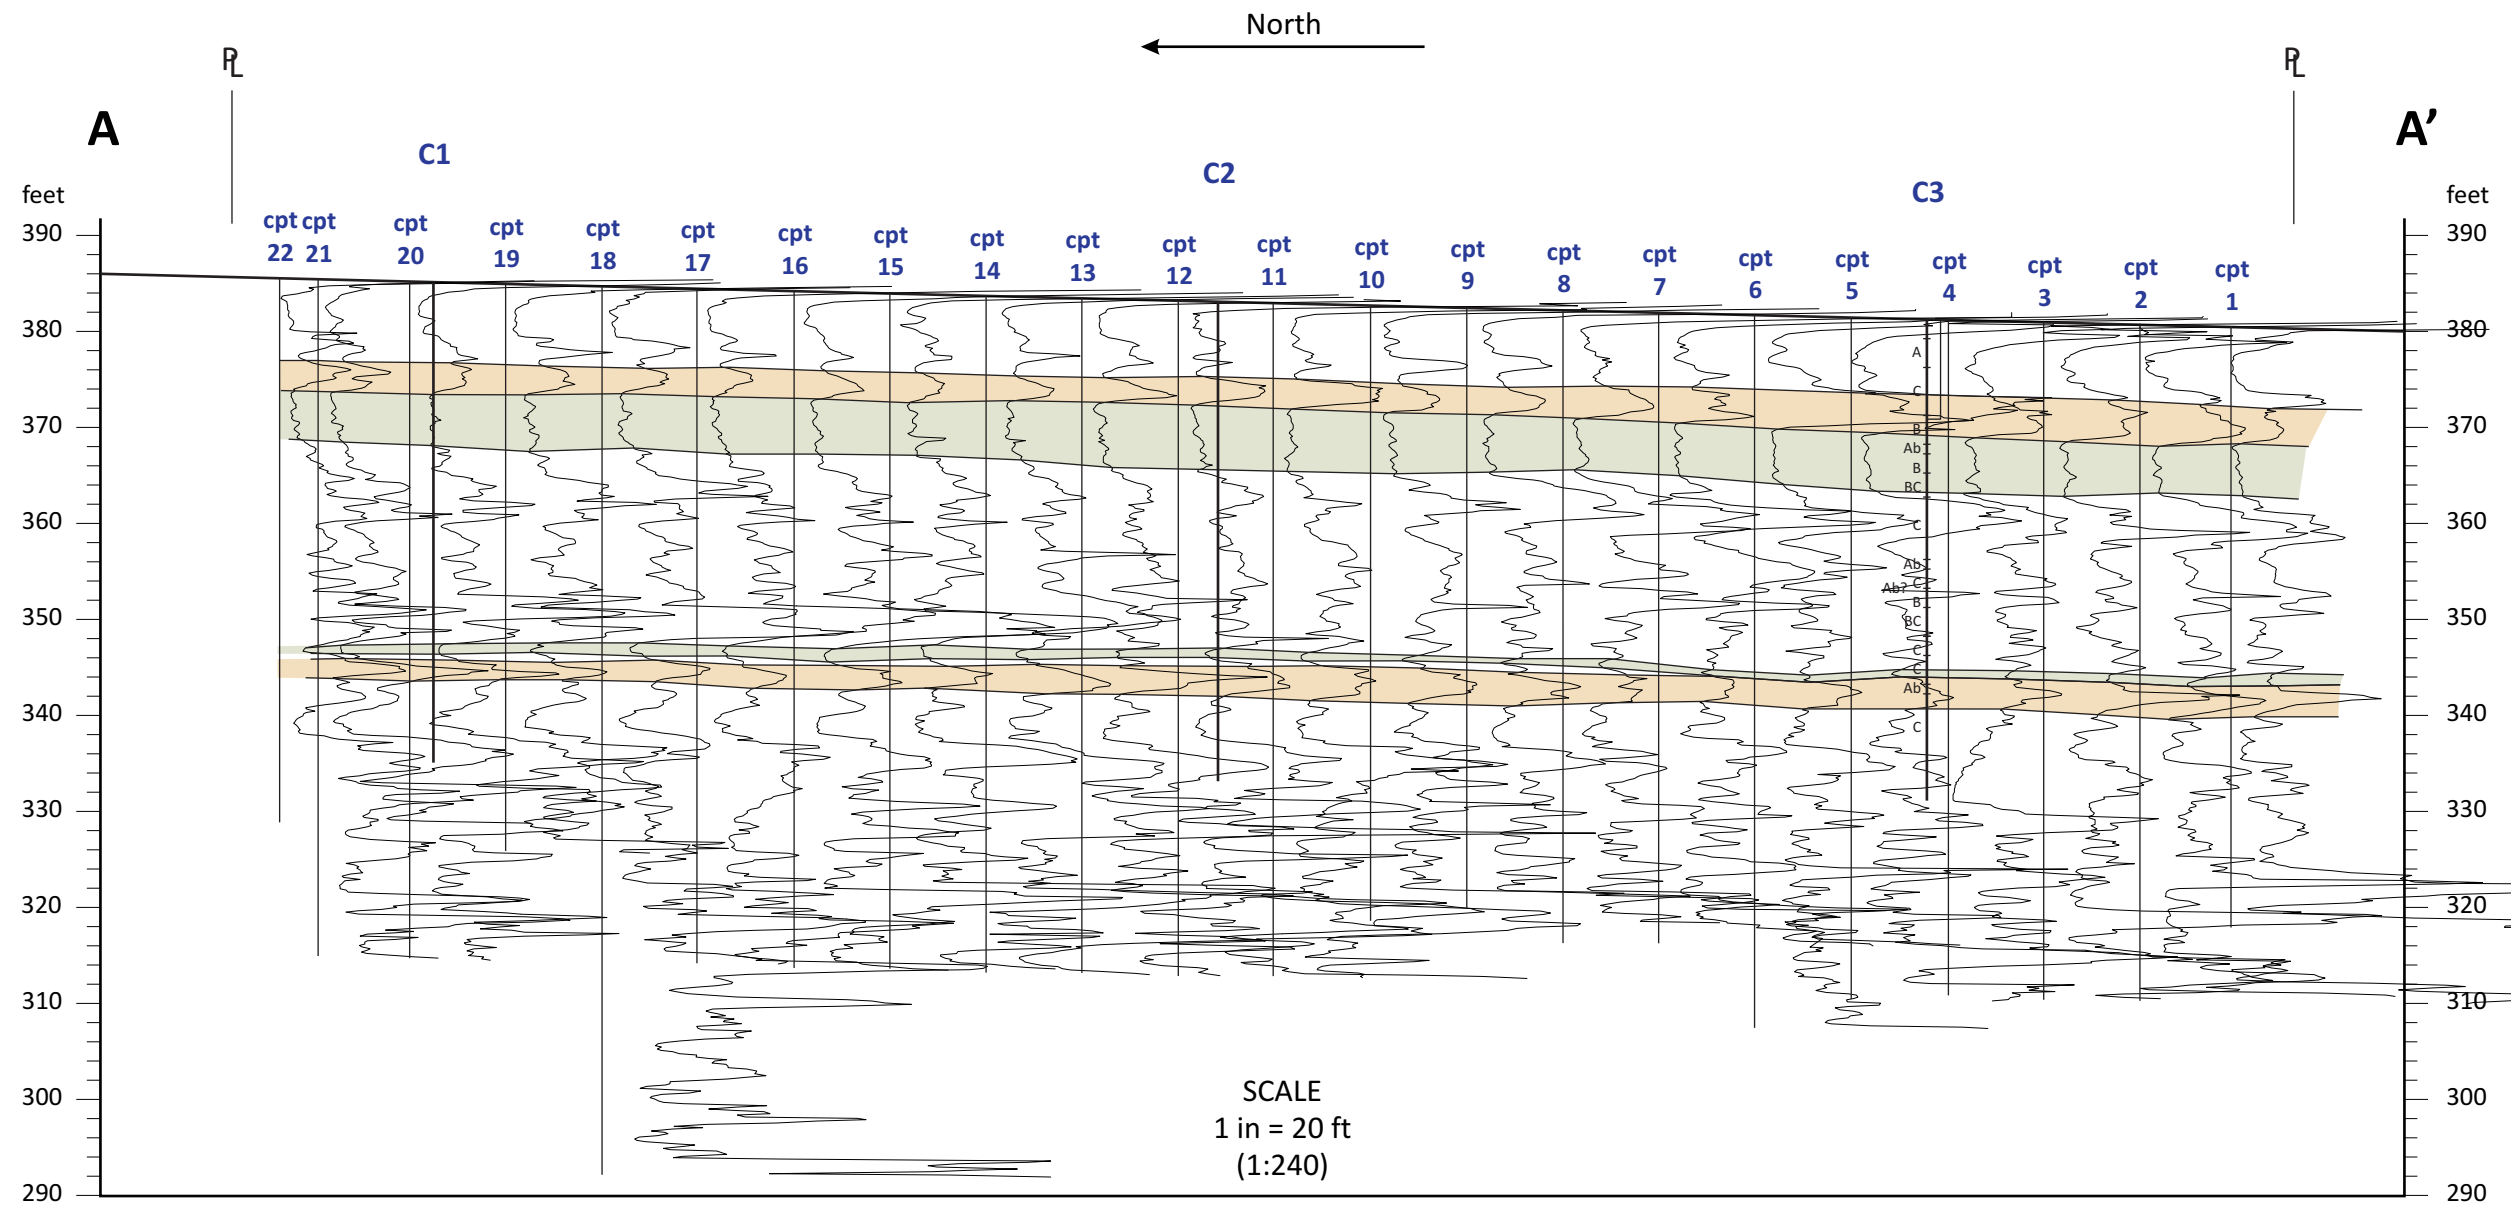 North
PL
PL
A
A’
C1
C2
C3
feet
feet
cpt cpt cpt cpt cpt cpt cpt cpt cpt cpt cpt cpt cpt cpt cpt cpt cpt cpt cpt cpt cpt cpt
22 21 20 19 18 17 16 15 14 13 12 11 10 9 8 7 6 5 4 3 2 1
390
390
380
380
A
C
370
370
B
Ab
B
BC
360
360
C
Ab
C
Ab?
B
350
350
BC
C
C
Ab
340
340
C
330
330
320
320
310
310
300
300
290
290
SCALE
1 in = 20 ft
(1:240)